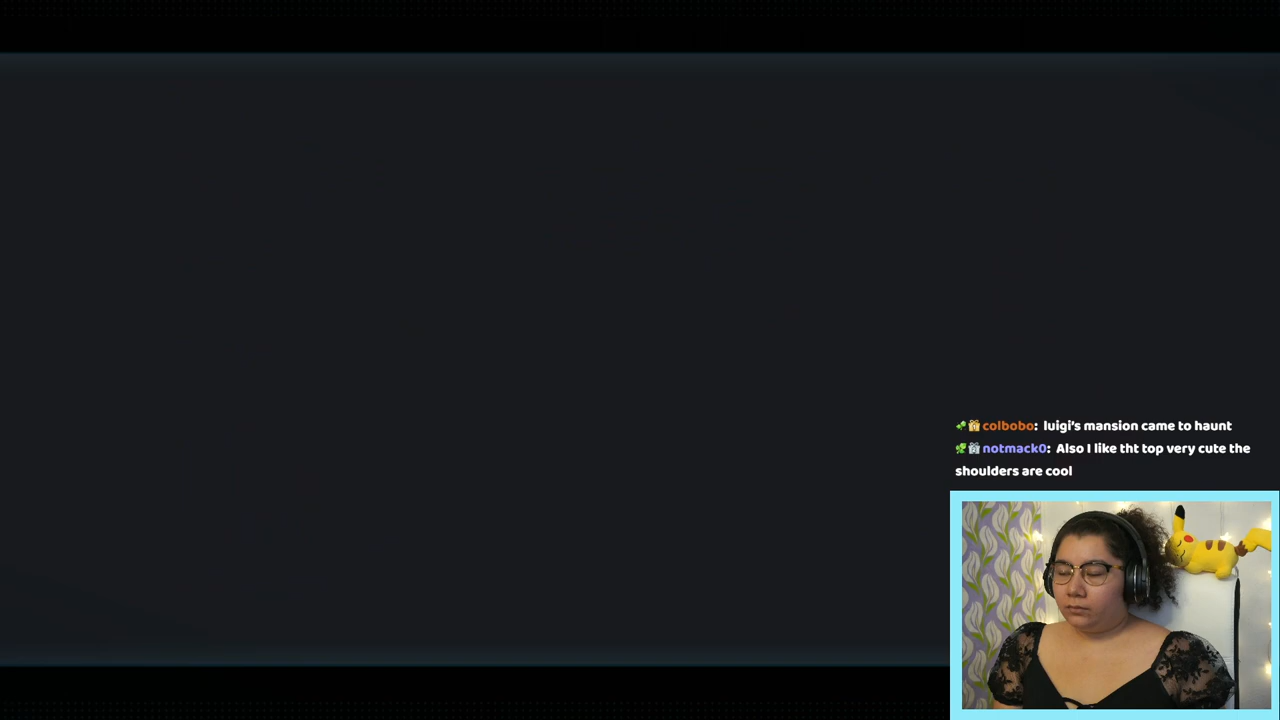 colbobo: luigi's mansion came to haunt
notmack0: Also I like tht top very cute the
shoulders are cool